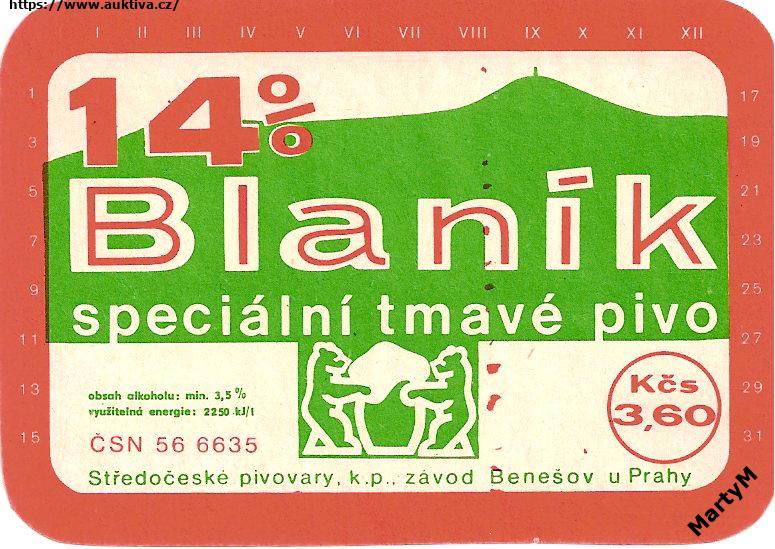 https://www.auktiva.cz/
I II III IV V VI VII VIII IX X XI XII
1
3
5
7
9
11
13
15
17
19
21
23
25
27
29
31
14%
Blaník
speciální tmavé pivo
obsah alkoholu: min. 3,5%
využitelná energie: 2250 kJ/l
ČSN 56 6635
Kčs
3,60
Středočeské pivovary, k.p., závod Benešov u Prahy
MartyM